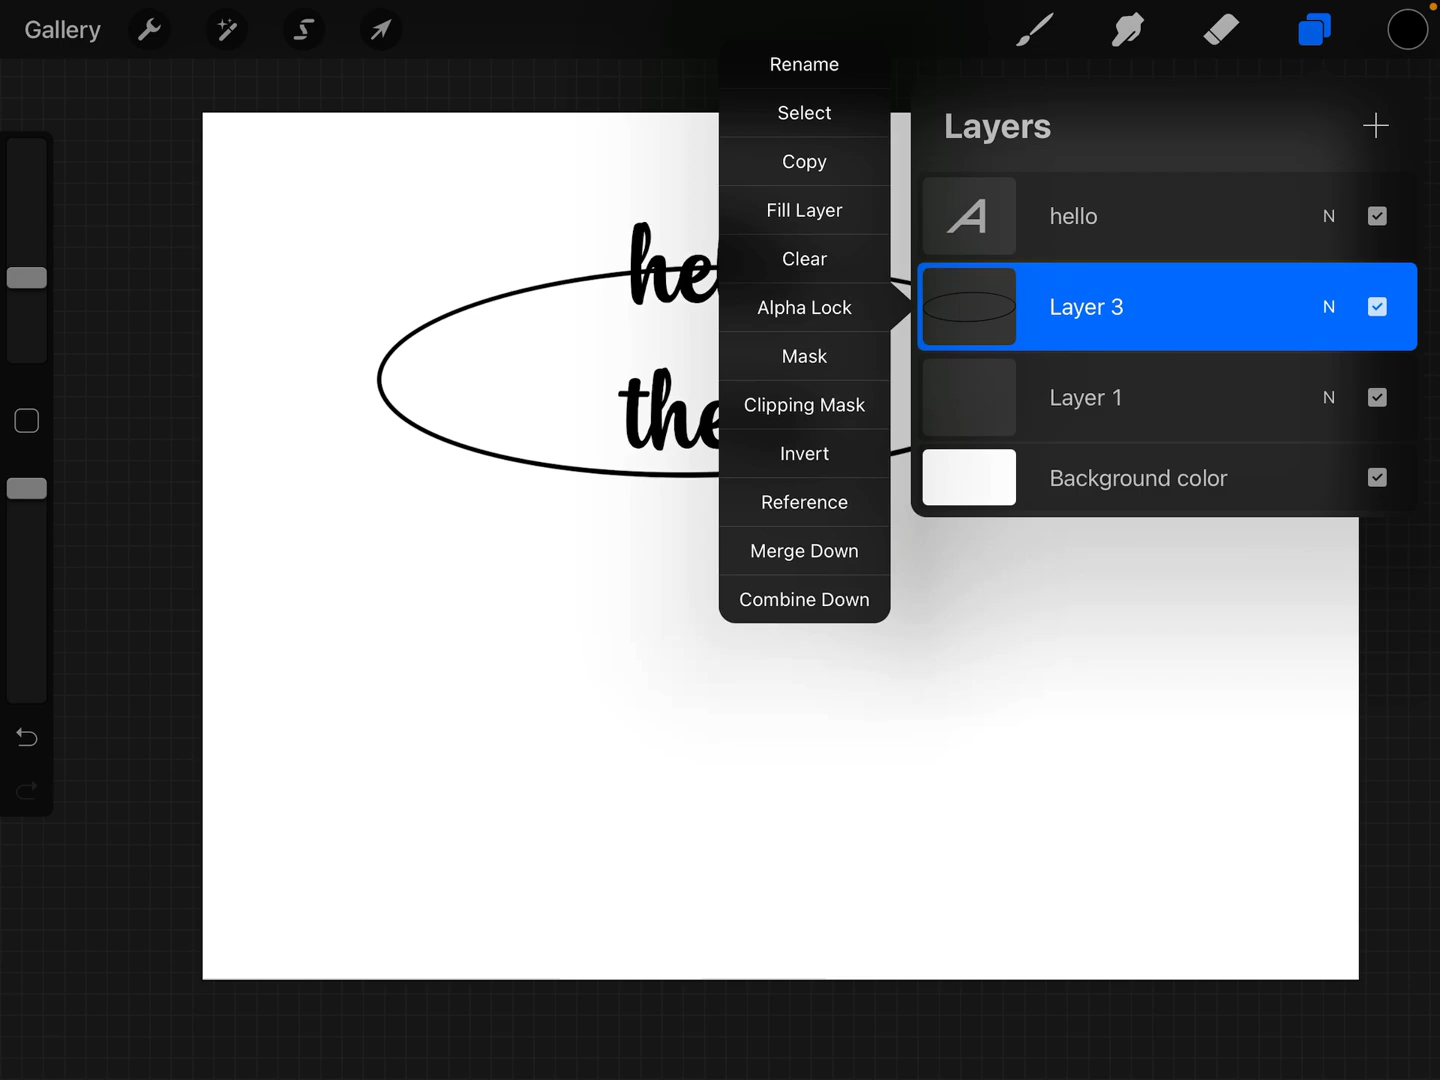 Gallery
Rename
Select
Copy
Fill Layer
Clear
Alpha Lock
Mask
Clipping Mask
Invert
Reference
Merge Down
Combine Down
Layers
hello N
Layer 3 N
Layer 1 N
Background color